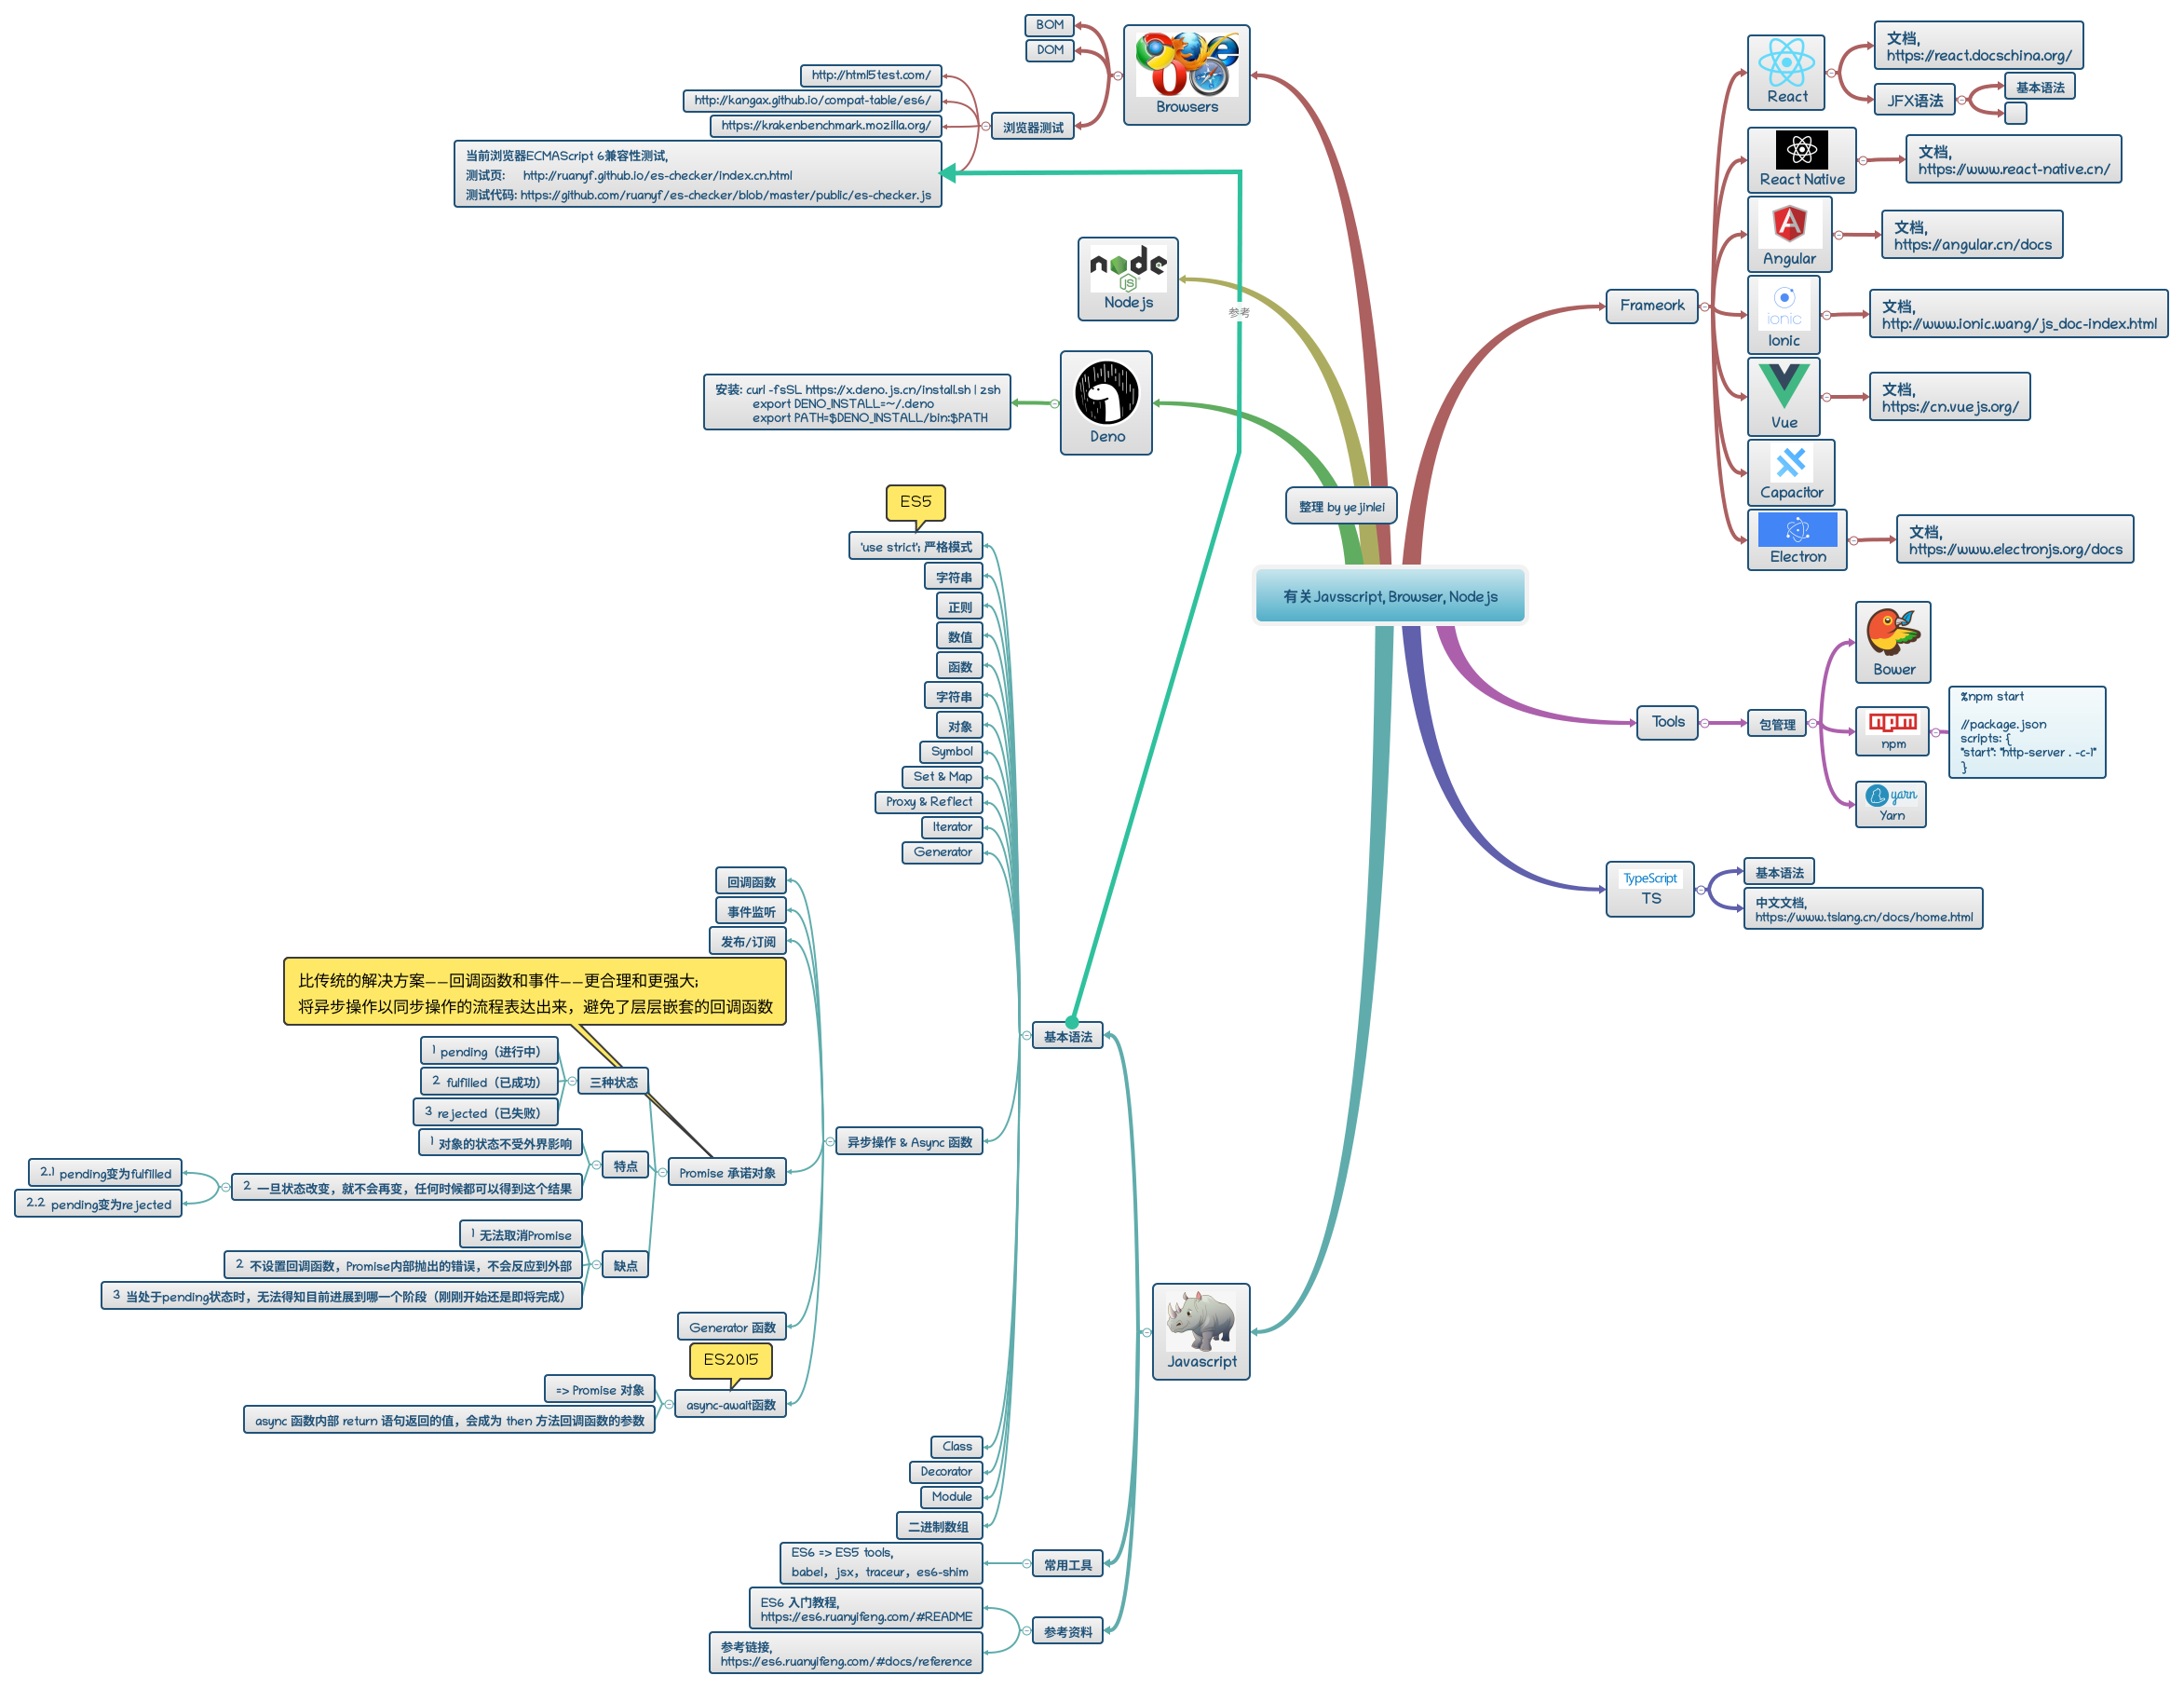 有关Javsscript, Browser, Nodejs
整理 by yejinlei
Frameork
React
文档,
https://react.docschina.org/
JFX语法
基本语法
React Native
文档,
https://www.react-native.cn/
Angular
文档,
https://angular.cn/docs
ionic
Ionic
文档,
http://www.ionic.wang/js_doc-index.html
Vue
文档,
https://cn.vuejs.org/
Capacitor
Electron
文档,
https://www.electronjs.org/docs
Tools
包管理
Bower
npm
npm
%npm start
//package.json
scripts: {
"start": "http-server . -c-1"
}
yarn
Yarn
TypeScript
TS
基本语法
中文文档,
https://www.tslang.cn/docs/home.html
Browsers
BOM
DOM
浏览器测试
http://html5test.com/
http://kangax.github.io/compat-table/es6/
https://krakenbenchmark.mozilla.org/
当前浏览器ECMAScript 6兼容性测试,
测试页: http://ruanyf.github.io/es-checker/index.cn.html
测试代码: https://github.com/ruanyf/es-checker/blob/master/public/es-checker.js
参考
node
JS
Nodejs
Deno
安装: curl -fsSL https://x.deno.js.cn/install.sh | zsh
export DENO_INSTALL=~/.deno
export PATH=$DENO_INSTALL/bin:$PATH
Javascript
基本语法
ES5
'use strict'; 严格模式
字符串
正则
数值
函数
字符串
对象
Symbol
Set & Map
Proxy & Reflect
Iterator
Generator
异步操作 & Async 函数
回调函数
事件监听
发布/订阅
比传统的解决方案——回调函数和事件——更合理和更强大;
将异步操作以同步操作的流程表达出来，避免了层层嵌套的回调函数
Promise 承诺对象
三种状态
1 pending（进行中）
2 fulfilled（已成功）
3 rejected（已失败）
特点
1 对象的状态不受外界影响
2 一旦状态改变，就不会再变，任何时候都可以得到这个结果
2.1 pending变为fulfilled
2.2 pending变为rejected
缺点
1 无法取消Promise
2 不设置回调函数，Promise内部抛出的错误，不会反应到外部
3 当处于pending状态时，无法得知目前进展到哪一个阶段（刚刚开始还是即将完成）
Generator 函数
ES2015
async-await函数
=> Promise 对象
async 函数内部 return 语句返回的值，会成为 then 方法回调函数的参数
Class
Decorator
Module
二进制数组
常用工具
ES6 => ES5 tools,
babel，jsx，traceur，es6-shim
参考资料
ES6 入门教程,
https://es6.ruanyifeng.com/#README
参考链接,
https://es6.ruanyifeng.com/#docs/reference